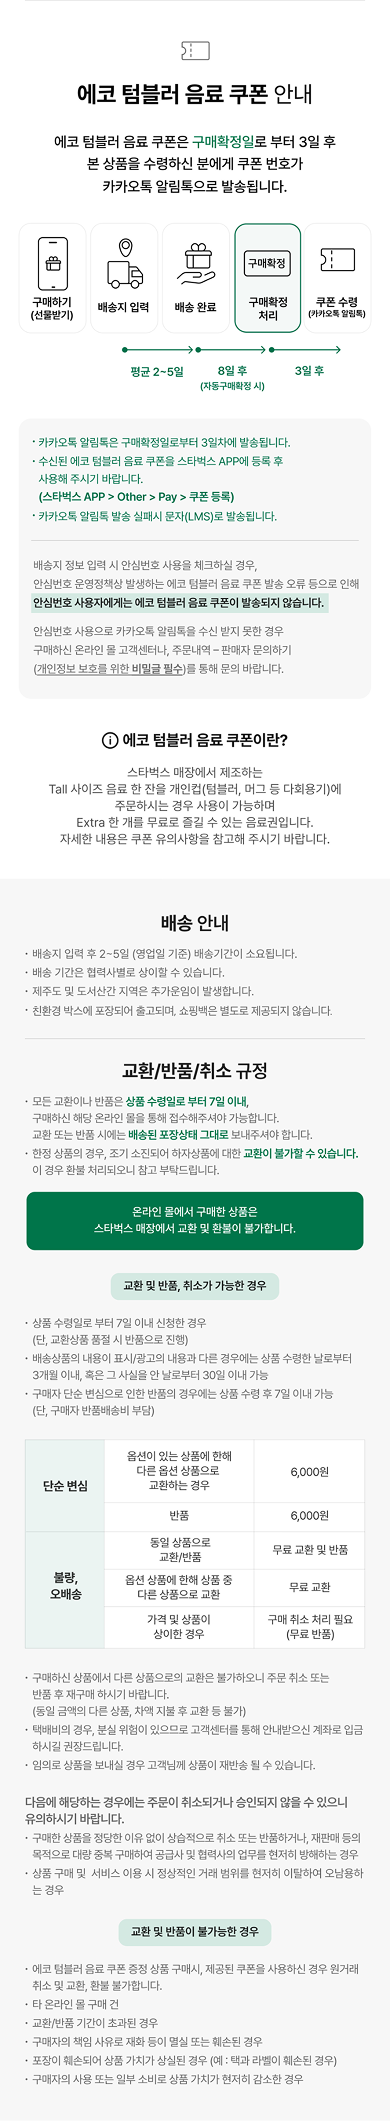 에코 텀블러 음료 쿠폰 안내
에코 텀블러 음료 쿠폰은 구매확정일로 부터 3일 후
본 상품을 수령하신 분에게 쿠폰 번호가
카카오톡 알림톡으로 발송됩니다.
구매하기
(선물받기)
배송지 입력
배송 완료
구매확정
구매확정
처리
쿠폰 수령
(카카오톡 알림톡)
평균 2~5일
8일 후
(자동구매확정 시)
3일 후
· 카카오톡 알림톡은 구매확정일로부터 3일차에 발송됩니다.
· 수신된 에코 텀블러 음료 쿠폰을 스타벅스 APP에 등록 후
사용해 주시기 바랍니다.
(스타벅스 APP > Other > Pay > 쿠폰 등록)
· 카카오톡 알림톡 발송 실패시 문자(LMS)로 발송됩니다.
배송지 정보 입력 시 안심번호 사용을 체크하실 경우,
안심번호 운영정책상 발생하는 에코 텀블러 음료 쿠폰 발송 오류 등으로 인해
안심번호 사용자에게는 에코 텀블러 음료 쿠폰이 발송되지 않습니다.
안심번호 사용으로 카카오톡 알림톡을 수신 받지 못한 경우
구매하신 온라인 몰 고객센터나, 주문내역 – 판매자 문의하기
(개인정보 보호를 위한 비밀글 필수)를 통해 문의 바랍니다.
에코 텀블러 음료 쿠폰이란?
스타벅스 매장에서 제조하는
Tall 사이즈 음료 한 잔을 개인컵(텀블러, 머그 등 다회용기)에
주문하시는 경우 사용이 가능하며
Extra 한 개를 무료로 즐길 수 있는 음료권입니다.
자세한 내용은 쿠폰 유의사항을 참고해 주시기 바랍니다.
배송 안내
· 배송지 입력 후 2~5일 (영업일 기준) 배송기간이 소요됩니다.
· 배송 기간은 협력사별로 상이할 수 있습니다.
· 제주도 및 도서산간 지역은 추가운임이 발생합니다.
· 친환경 박스에 포장되어 출고되며, 쇼핑백은 별도로 제공되지 않습니다.
교환/반품/취소 규정
· 모든 교환이나 반품은 상품 수령일로 부터 7일 이내,
구매하신 해당 온라인 몰을 통해 접수해주셔야 가능합니다.
교환 또는 반품 시에는 배송된 포장상태 그대로 보내주셔야 합니다.
· 한정 상품의 경우, 조기 소진되어 하자상품에 대한 교환이 불가할 수 있습니다.
이 경우 환불 처리되오니 참고 부탁드립니다.
온라인 몰에서 구매한 상품은
스타벅스 매장에서 교환 및 환불이 불가합니다.
교환 및 반품, 취소가 가능한 경우
· 상품 수령일로 부터 7일 이내 신청한 경우
(단, 교환상품 품절 시 반품으로 진행)
· 배송상품의 내용이 표시/광고의 내용과 다른 경우에는 상품 수령한 날로부터
3개월 이내, 혹은 그 사실을 안 날로부터 30일 이내 가능
· 구매자 단순 변심으로 인한 반품의 경우에는 상품 수령 후 7일 이내 가능
(단, 구매자 반품배송비 부담)
단순 변심
옵션이 있는 상품에 한해
다른 옵션 상품으로
교환하는 경우
6,000원
반품
6,000원
불량,
오배송
동일 상품으로
교환/반품
무료 교환 및 반품
옵션 상품에 한해 상품 중
다른 상품으로 교환
무료 교환
가격 및 상품이
상이한 경우
구매 취소 처리 필요
(무료 반품)
· 구매하신 상품에서 다른 상품으로의 교환은 불가하오니 주문 취소 또는
반품 후 재구매 하시기 바랍니다.
(동일 금액의 다른 상품, 차액 지불 후 교환 등 불가)
· 택배비의 경우, 분실 위험이 있으므로 고객센터를 통해 안내받으신 계좌로 입금
하시길 권장드립니다.
· 임의로 상품을 보내실 경우 고객님께 상품이 재반송 될 수 있습니다.
다음에 해당하는 경우에는 주문이 취소되거나 승인되지 않을 수 있으니
유의하시기 바랍니다.
· 구매한 상품을 정당한 이유 없이 상습적으로 취소 또는 반품하거나, 재판매 등의
목적으로 대량 중복 구매하여 공급사 및 협력사의 업무를 현저히 방해하는 경우
· 상품 구매 및 서비스 이용 시 정상적인 거래 범위를 현저히 이탈하여 오남용하
는 경우
교환 및 반품이 불가능한 경우
· 에코 텀블러 음료 쿠폰 증정 상품 구매시, 제공된 쿠폰을 사용하신 경우 원거래
취소 및 교환, 환불 불가합니다.
· 타 온라인 몰 구매 건
· 교환/반품 기간이 초과된 경우
· 구매자의 책임 사유로 재화 등이 멸실 또는 훼손된 경우
· 포장이 훼손되어 상품 가치가 상실된 경우 (예 : 택과 라벨이 훼손된 경우)
· 구매자의 사용 또는 일부 소비로 상품 가치가 현저히 감소한 경우